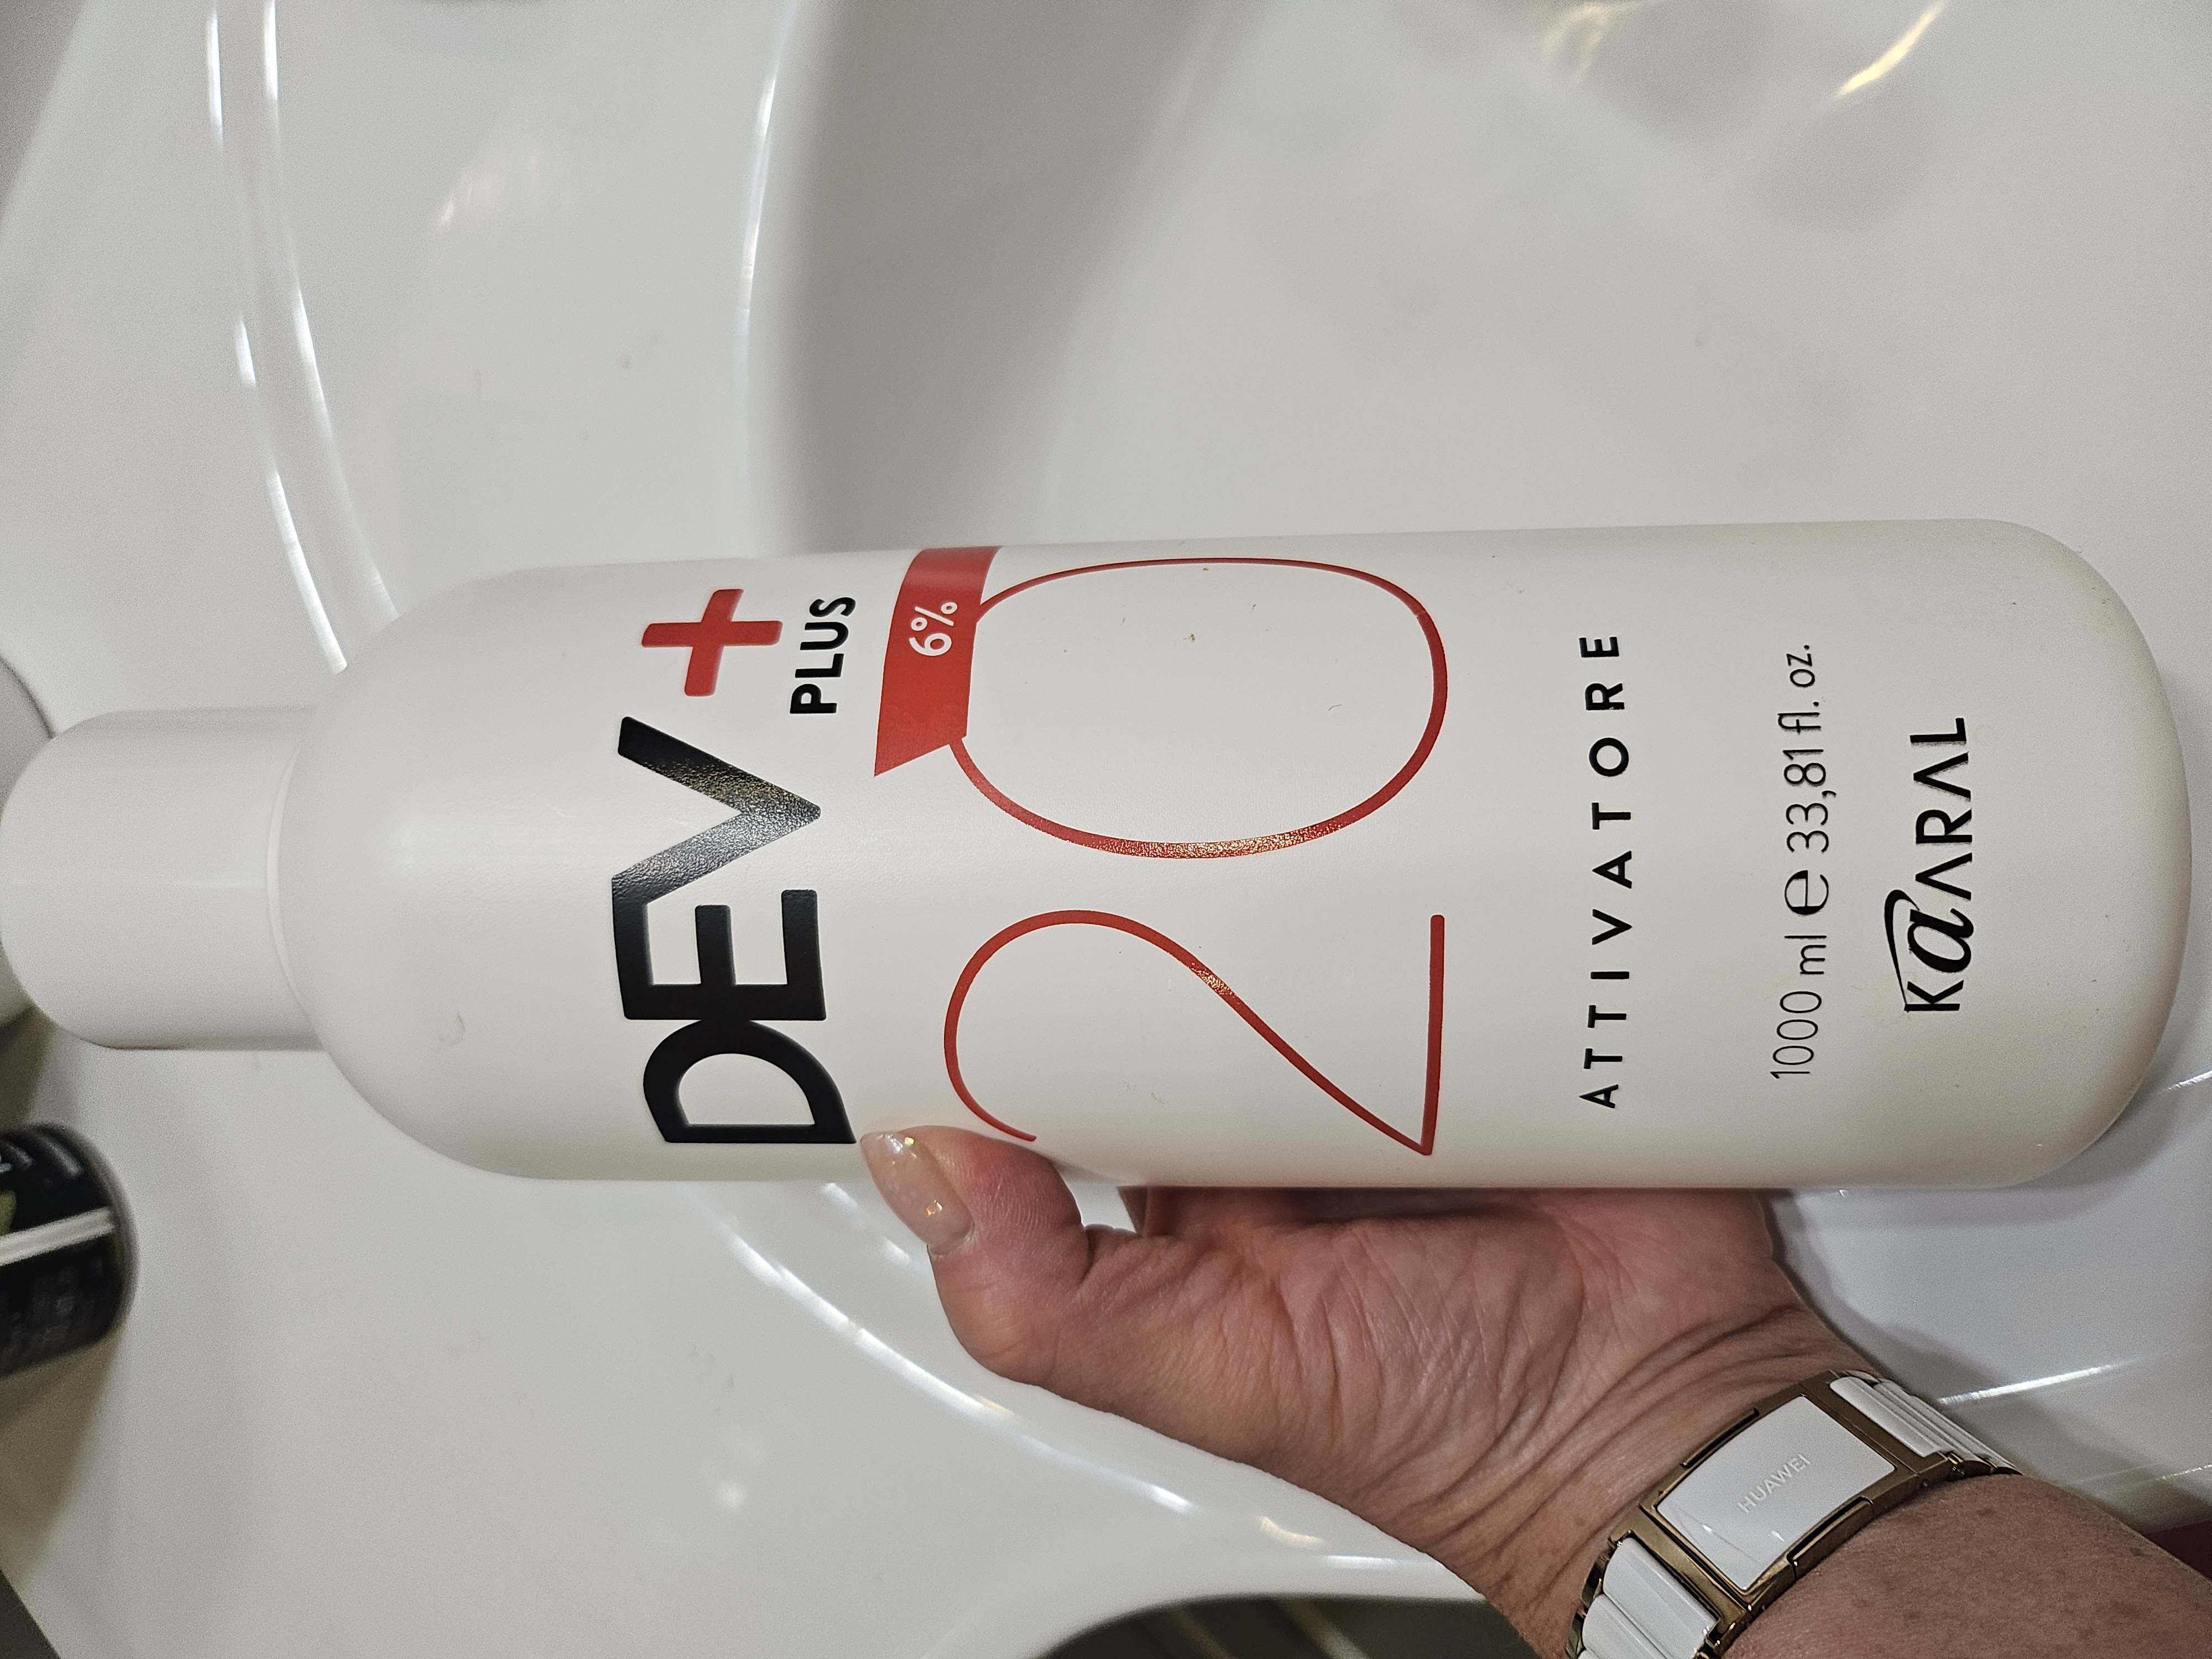 DEV+
PLUS
6%
20
ATTIVATORE
1000 ml e 33,81 fl. oz.
KaARAL
HUAWEI